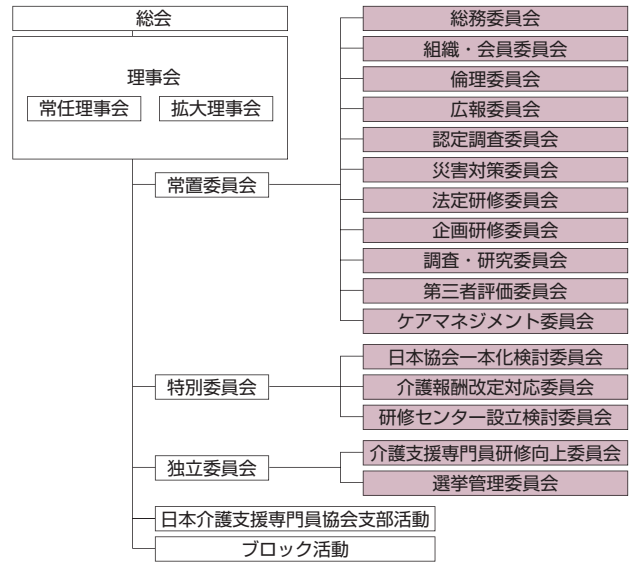 総会
理事会
常任理事会
拡大理事会
常置委員会
総務委員会
組織・会員委員会
倫理委員会
広報委員会
認定調査委員会
災害対策委員会
法定研修委員会
企画研修委員会
調査・研究委員会
第三者評価委員会
ケアマネジメント委員会
特別委員会
日本協会一本化検討委員会
介護報酬改定対応委員会
研修センター設立検討委員会
独立委員会
介護支援専門員研修向上委員会
選挙管理委員会
日本介護支援専門員協会支部活動
ブロック活動